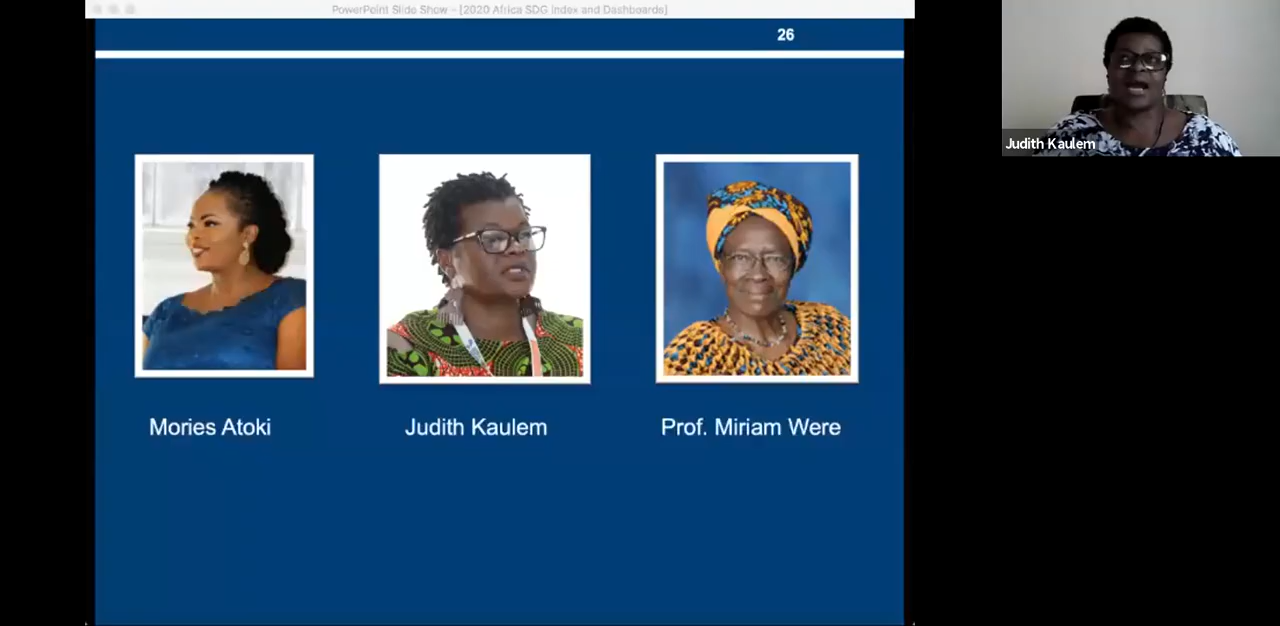 PowerPoint Slide Show - [2020 Africa SDG Index and Dashboards]
26
Judith Kaulem
Mories Atoki
Judith Kaulem
Prof. Miriam Were